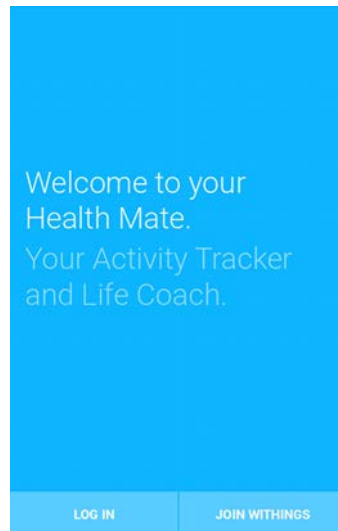 Welcome to your
Health Mate.
Your Activity Tracker
and Life Coach.
LOG IN
JOIN WITHINGS